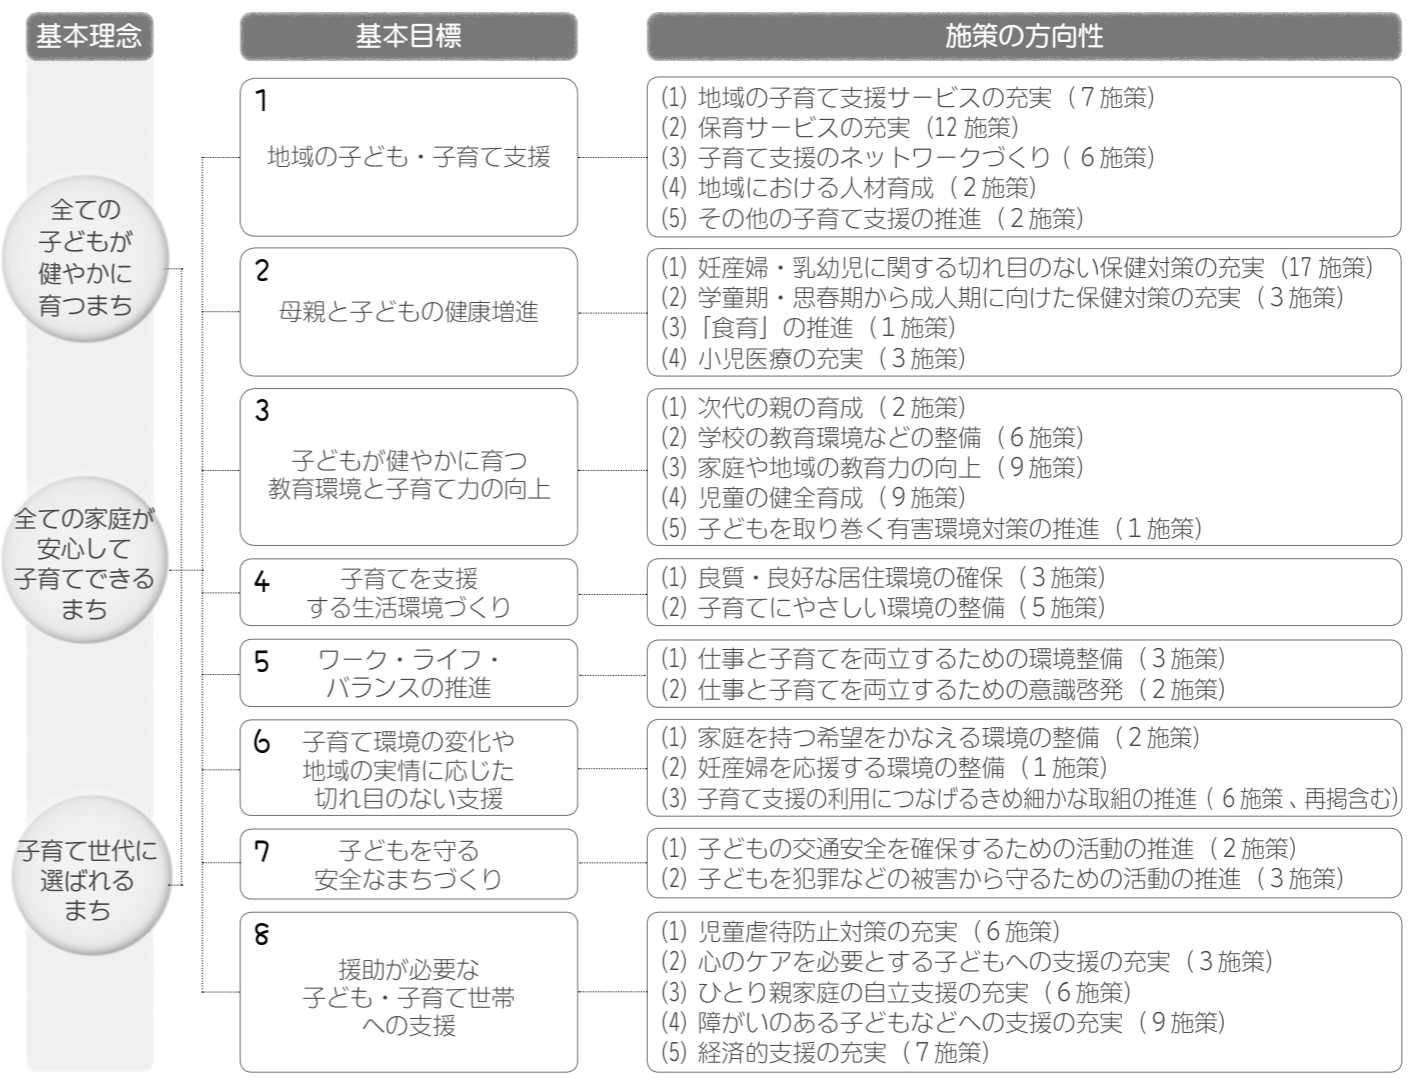 基本理念
基本目標
施策の方向性
全ての
子どもが
健やかに
育つまち
全ての家庭が
安心して
子育てできる
まち
子育て世代に
選ばれる
まち
1
地域の子ども・子育て支援
(1) 地域の子育て支援サービスの充実（7施策）
(2) 保育サービスの充実（12施策）
(3) 子育て支援のネットワークづくり（6施策）
(4) 地域における人材育成（2施策）
(5) その他の子育て支援の推進（2施策）
2
母親と子どもの健康増進
(1) 妊産婦・乳幼児に関する切れ目のない保健対策の充実（17施策）
(2) 学童期・思春期から成人期に向けた保健対策の充実（3施策）
(3)「食育」の推進（1施策）
(4) 小児医療の充実（3施策）
3
子どもが健やかに育つ
教育環境と子育て力の向上
(1) 次代の親の育成（2施策）
(2) 学校の教育環境などの整備（6施策）
(3) 家庭や地域の教育力の向上（9施策）
(4) 児童の健全育成（9施策）
(5) 子どもを取り巻く有害環境対策の推進（1施策）
4
子育てを支援
する生活環境づくり
(1) 良質・良好な居住環境の確保（3施策）
(2) 子育てにやさしい環境の整備（5施策）
5
ワーク・ライフ・
バランスの推進
(1) 仕事と子育てを両立するための環境整備（3施策）
(2) 仕事と子育てを両立するための意識啓発（2施策）
6
子育て環境の変化や
地域の実情に応じた
切れ目のない支援
(1) 家庭を持つ希望をかなえる環境の整備（2施策）
(2) 妊産婦を応援する環境の整備（1施策）
(3) 子育て支援の利用につなげるきめ細かな取組の推進（6施策、再掲含む）
7
子どもを守る
安全なまちづくり
(1) 子どもの交通安全を確保するための活動の推進（2施策）
(2) 子どもを犯罪などの被害から守るための活動の推進（3施策）
8
援助が必要な
子ども・子育て世帯
への支援
(1) 児童虐待防止対策の充実（6施策）
(2) 心のケアを必要とする子どもへの支援の充実（3施策）
(3) ひとり親家庭の自立支援の充実（6施策）
(4) 障がいのある子どもなどへの支援の充実（9施策）
(5) 経済的支援の充実（7施策）